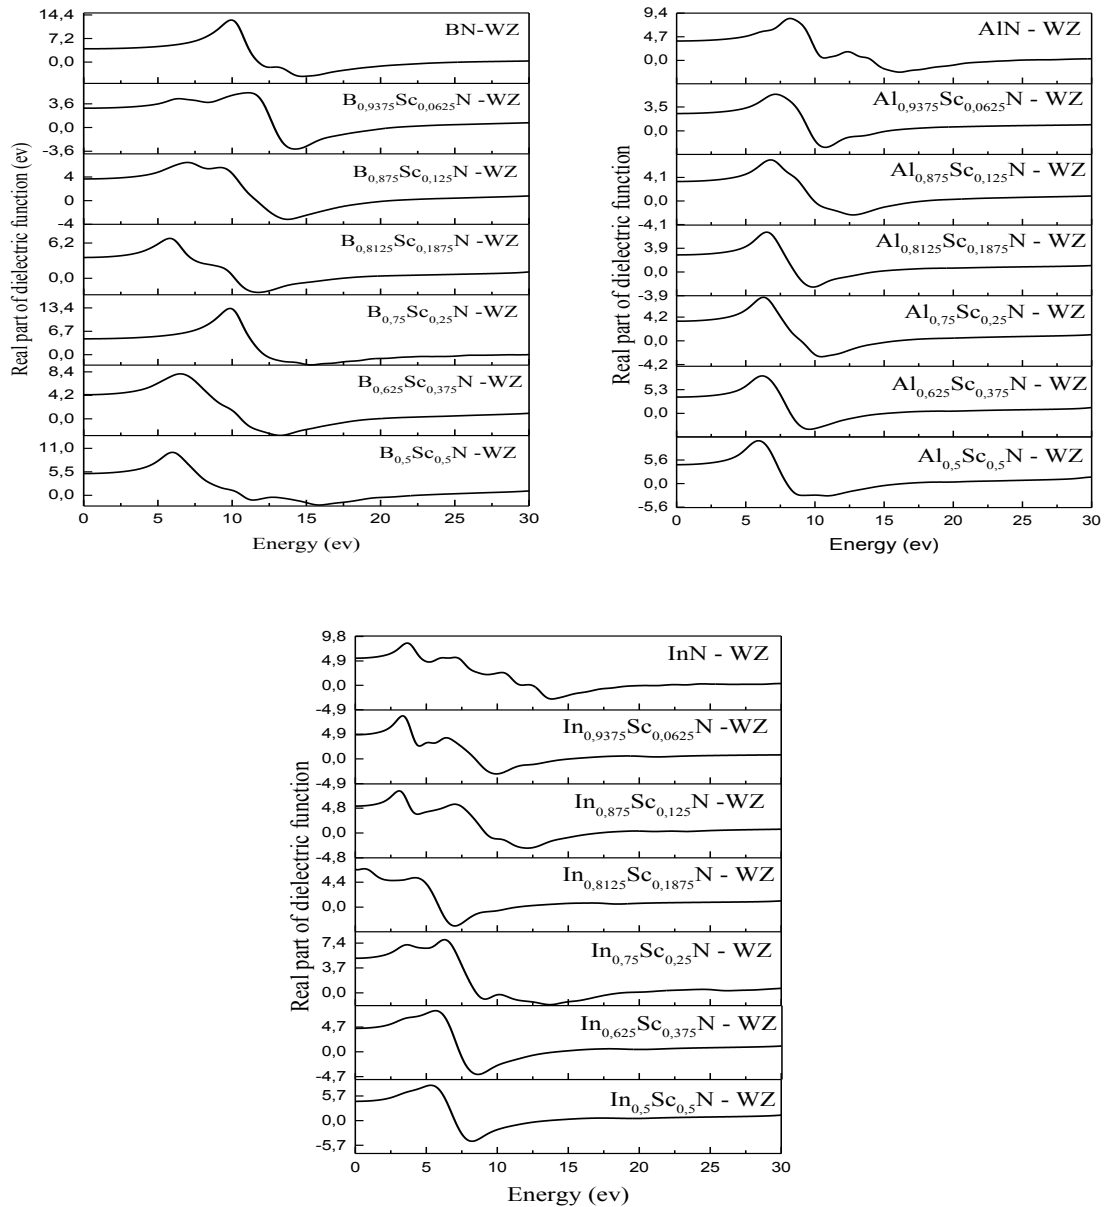 Real part of dielectric function (ev)
14,4
7,2
0,0
BN-WZ
3,6
0,0
-3,6
B0,9375Sc0,0625N -WZ
4
0
-4
B0,875Sc0,125N -WZ
6,2
0,0
B0,8125Sc0,1875N -WZ
13,4
6,7
0,0
B0,75Sc0,25N -WZ
8,4
4,2
0,0
B0,625Sc0,375N -WZ
11,0
5,5
0,0
B0,5Sc0,5N -WZ
0 5 10 15 20 25 30
Energy (ev)
Real part of dielectric function
9,4
4,7
0,0
AlN - WZ
3,5
0,0
Al0,9375Sc0,0625N - WZ
4,1
0,0
-4,1
Al0,875Sc0,125N - WZ
3,9
0,0
-3,9
Al0,8125Sc0,1875N - WZ
4,2
0,0
-4,2
Al0,75Sc0,25N - WZ
5,3
0,0
Al0,625Sc0,375N - WZ
5,6
0,0
-5,6
Al0,5Sc0,5N - WZ
0 5 10 15 20 25 30
Energy (ev)
Real part of dielectric function
9,8
4,9
0,0
-4,9
InN - WZ
4,9
0,0
-4,9
In0,9375Sc0,0625N -WZ
4,8
0,0
-4,8
In0,875Sc0,125N -WZ
4,4
0,0
In0,8125Sc0,1875N - WZ
7,4
3,7
0,0
In0,75Sc0,25N - WZ
4,7
0,0
-4,7
In0,625Sc0,375N - WZ
5,7
0,0
-5,7
In0,5Sc0,5N - WZ
0 5 10 15 20 25 30
Energy (ev)